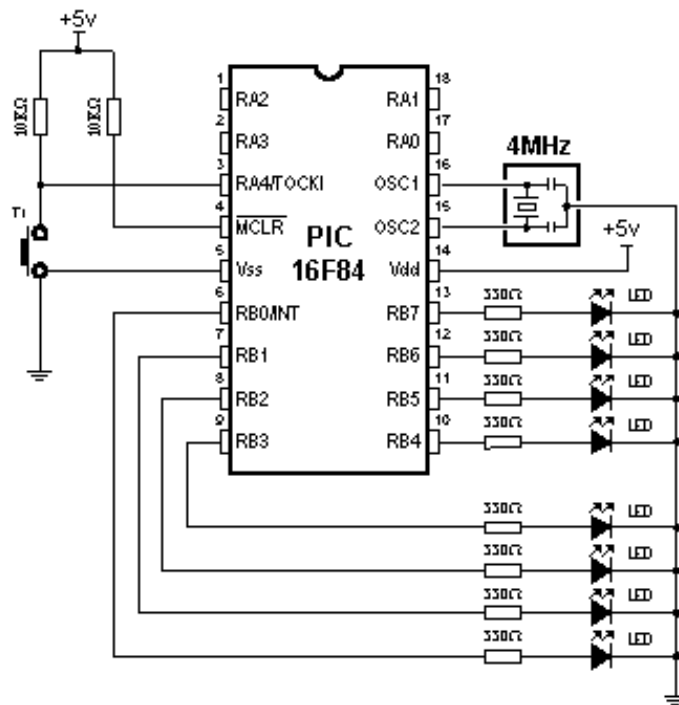 +5v
10KΩ
10KΩ
T1
1
RA2
2
RA3
3
RA4/TOCKI
4
MCLR
5
Vss
6
RB0/INT
7
RB1
8
RB2
9
RB3
PIC
16F84
18
RA1
17
RA0
16
OSC1
15
OSC2
14
Vdd
13
RB7
12
RB6
11
RB5
10
RB4
4MHz
+5v
330Ω LED
330Ω LED
330Ω LED
330Ω LED
330Ω LED
330Ω LED
330Ω LED
330Ω LED